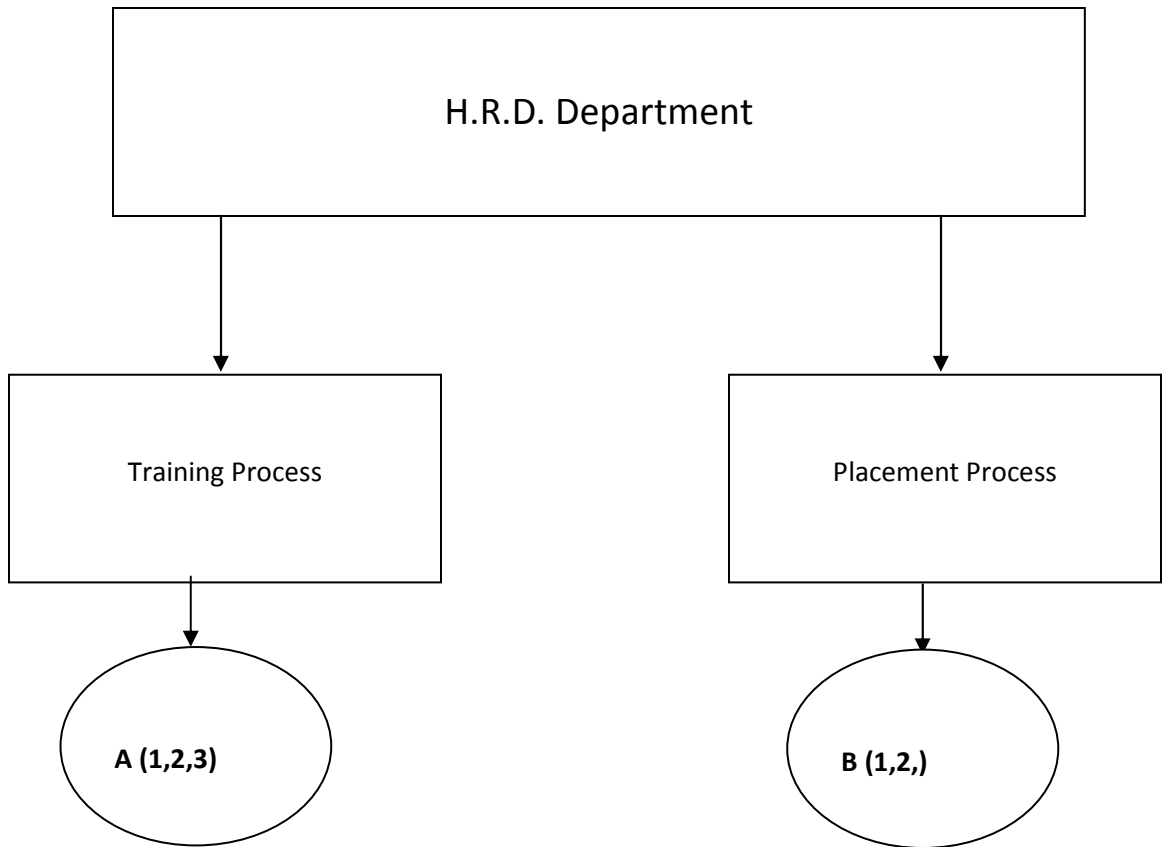 H.R.D. Department
Training Process
Placement Process
A (1,2,3)
B (1,2,)